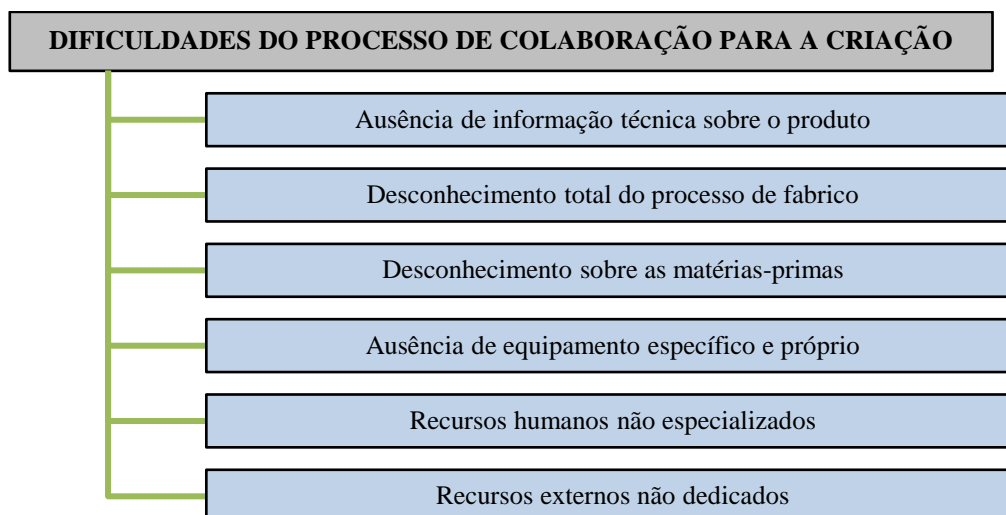 DIFICULDADES DO PROCESSO DE COLABORAÇÃO PARA A CRIAÇÃO
Ausência de informação técnica sobre o produto
Desconhecimento total do processo de fabrico
Desconhecimento sobre as matérias-primas
Ausência de equipamento específico e próprio
Recursos humanos não especializados
Recursos externos não dedicados